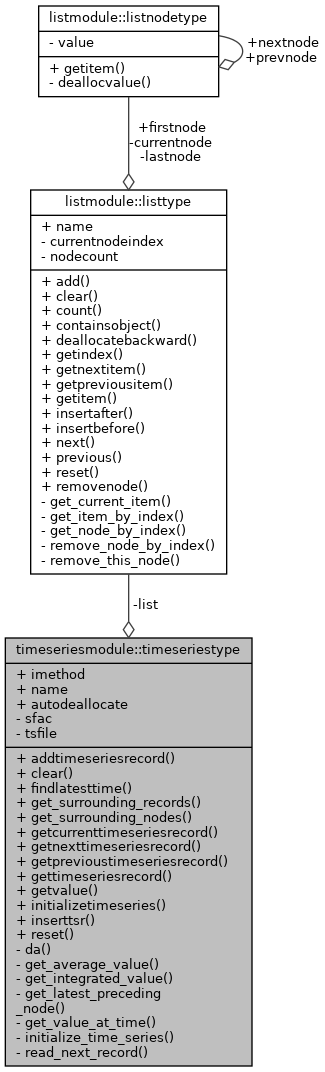 listmodule::listnodetype
- value
+ getitem()
- deallocvalue()
+nextnode
+prevnode
+firstnode
-currentnode
-lastnode
listmodule::listtype
+ name
- currentnodeindex
- nodecount
+ add()
+ clear()
+ count()
+ containsobject()
+ deallocatebackward()
+ getindex()
+ getnextitem()
+ getpreviousitem()
+ getitem()
+ insertafter()
+ insertbefore()
+ next()
+ previous()
+ reset()
+ removenode()
- get_current_item()
- get_item_by_index()
- get_node_by_index()
- remove_node_by_index()
- remove_this_node()
-list
timeseriesmodule::timeseriestype
+ imethod
+ name
+ autodeallocate
- sfac
- tsfile
+ addtimeseriesrecord()
+ clear()
+ findlatesttime()
+ get_surrounding_records()
+ get_surrounding_nodes()
+ getcurrenttimeseriesrecord()
+ getnexttimeseriesrecord()
+ getprevioustimeseriesrecord()
+ gettimeseriesrecord()
+ getvalue()
+ initializetimeseries()
+ inserttsr()
+ reset()
- da()
- get_average_value()
- get_integrated_value()
- get_latest_preceding
_node()
- get_value_at_time()
- initialize_time_series()
- read_next_record()